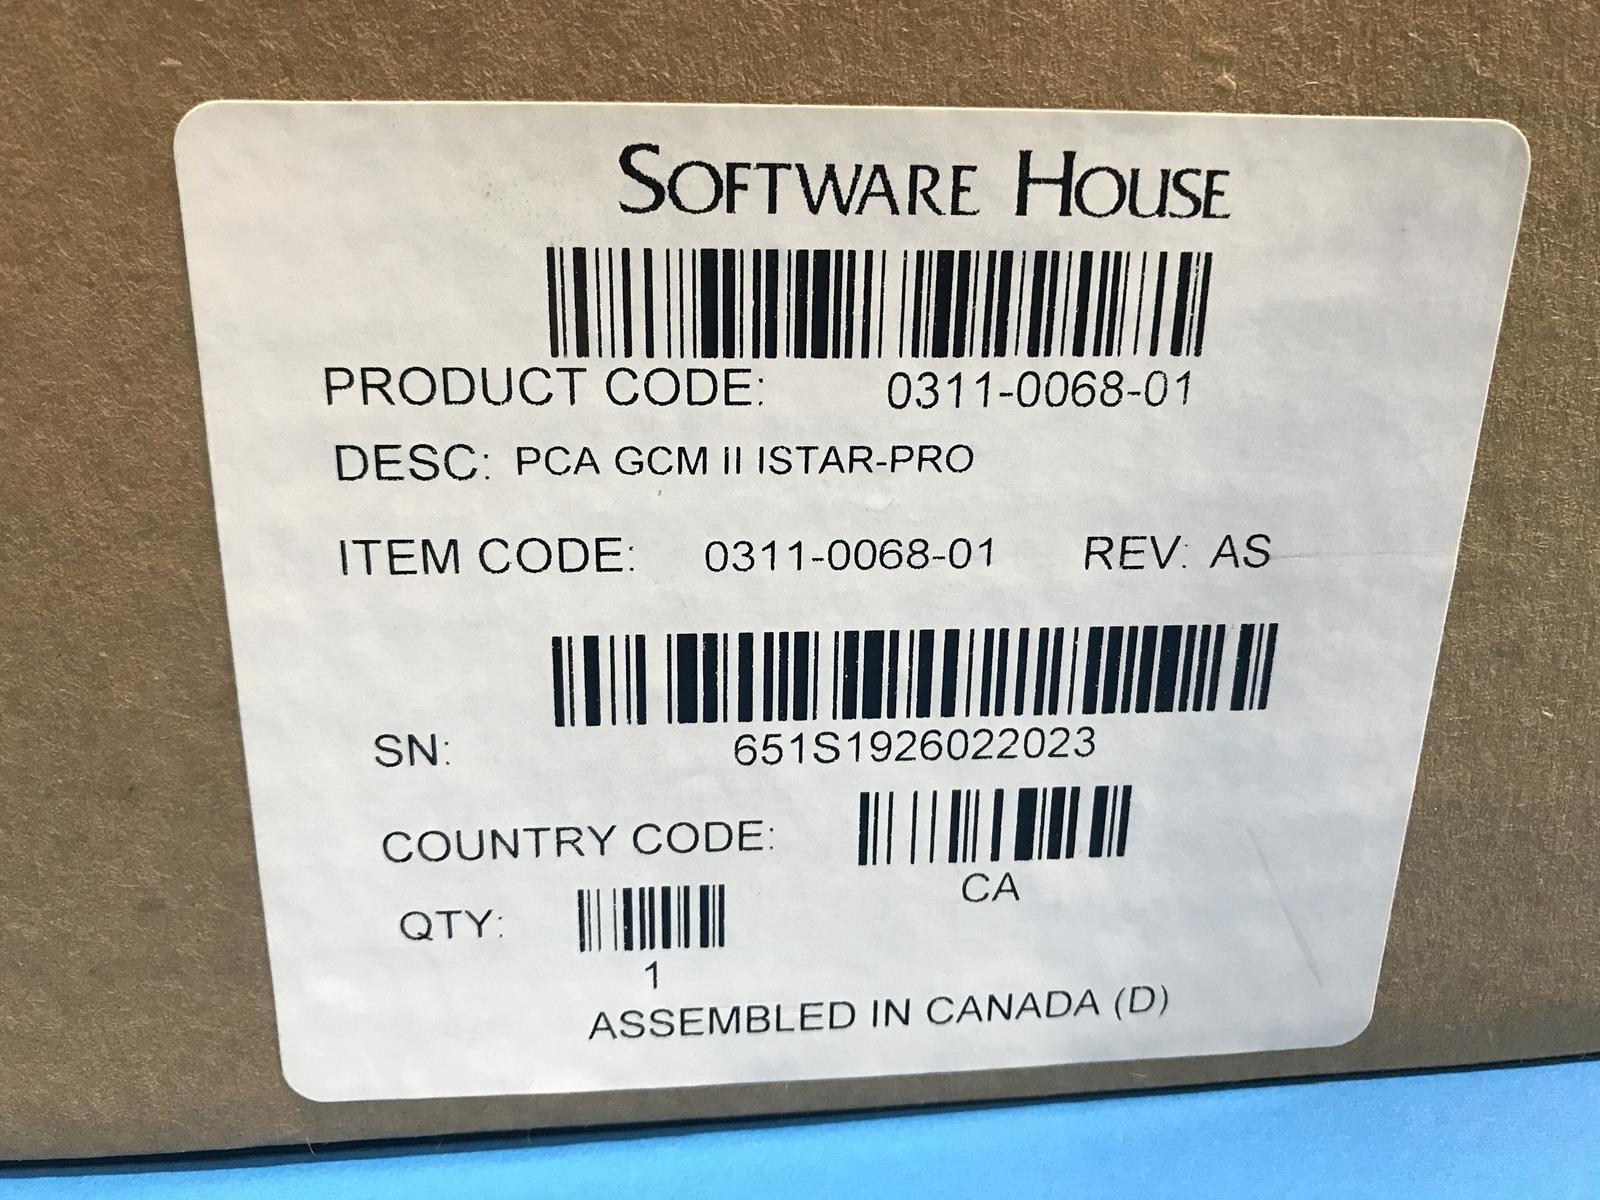 SOFTWARE HOUSE
PRODUCT CODE: 0311-0068-01
DESC: PCA GCM II ISTAR-PRO
ITEM CODE: 0311-0068-01 REV: AS
SN: 651S1926022023
COUNTRY CODE:
CA
QTY:
1
ASSEMBLED IN CANADA (D)